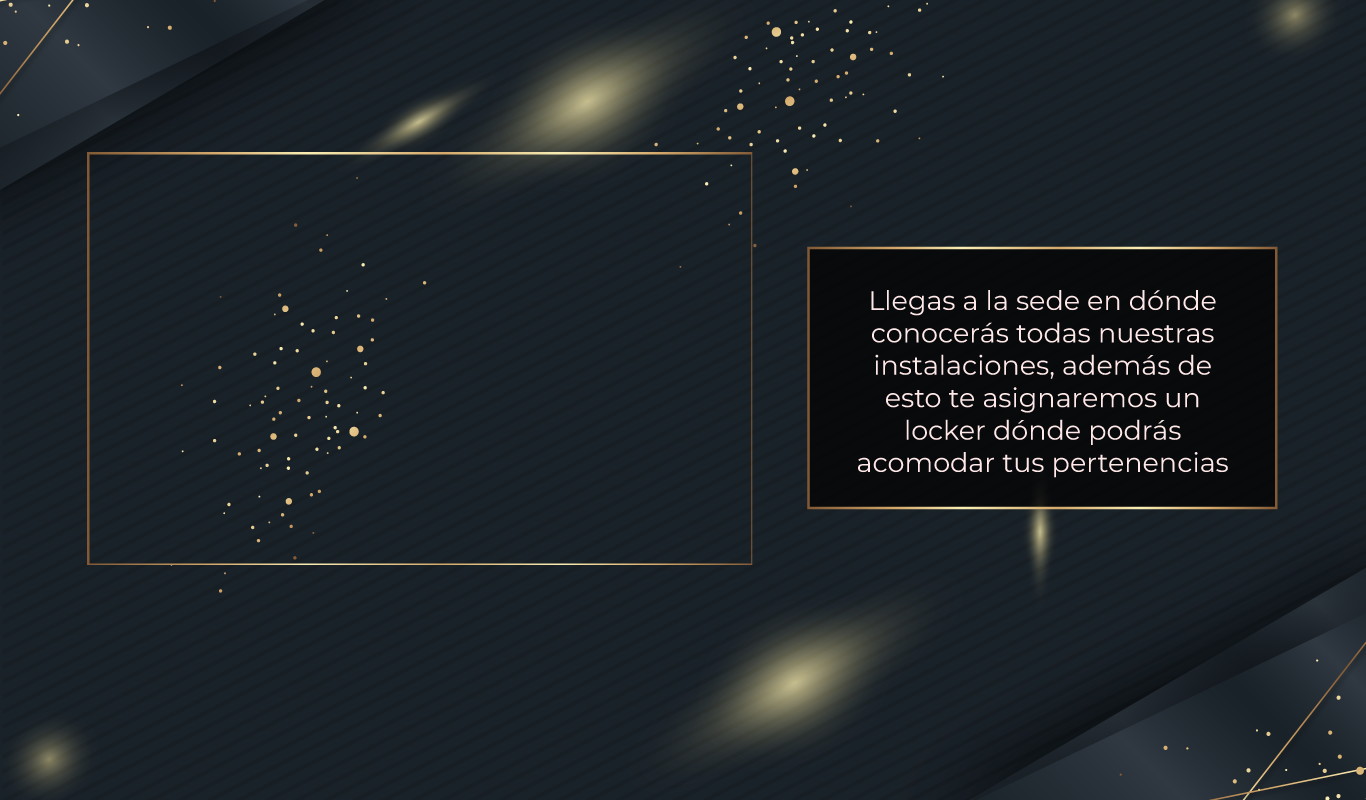 Llegas a la sede en dónde
conocerás todas nuestras
instalaciones, además de
esto te asignaremos un
locker dónde podrás
acomodar tus pertenencias